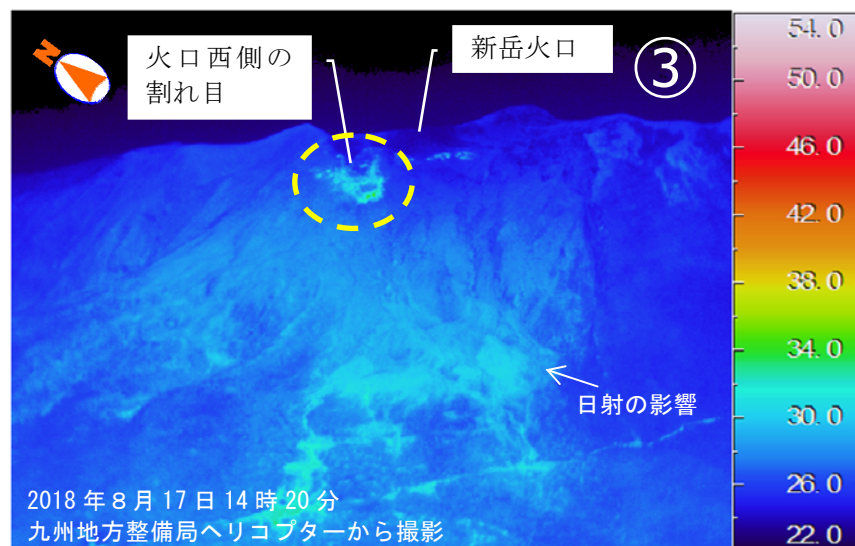 N
火口西側の
割れ目
新岳火口
③
日射の影響
2018年8月17日14時20分
九州地方整備局ヘリコプターから撮影
54.0
50.0
46.0
42.0
38.0
34.0
30.0
26.0
22.0